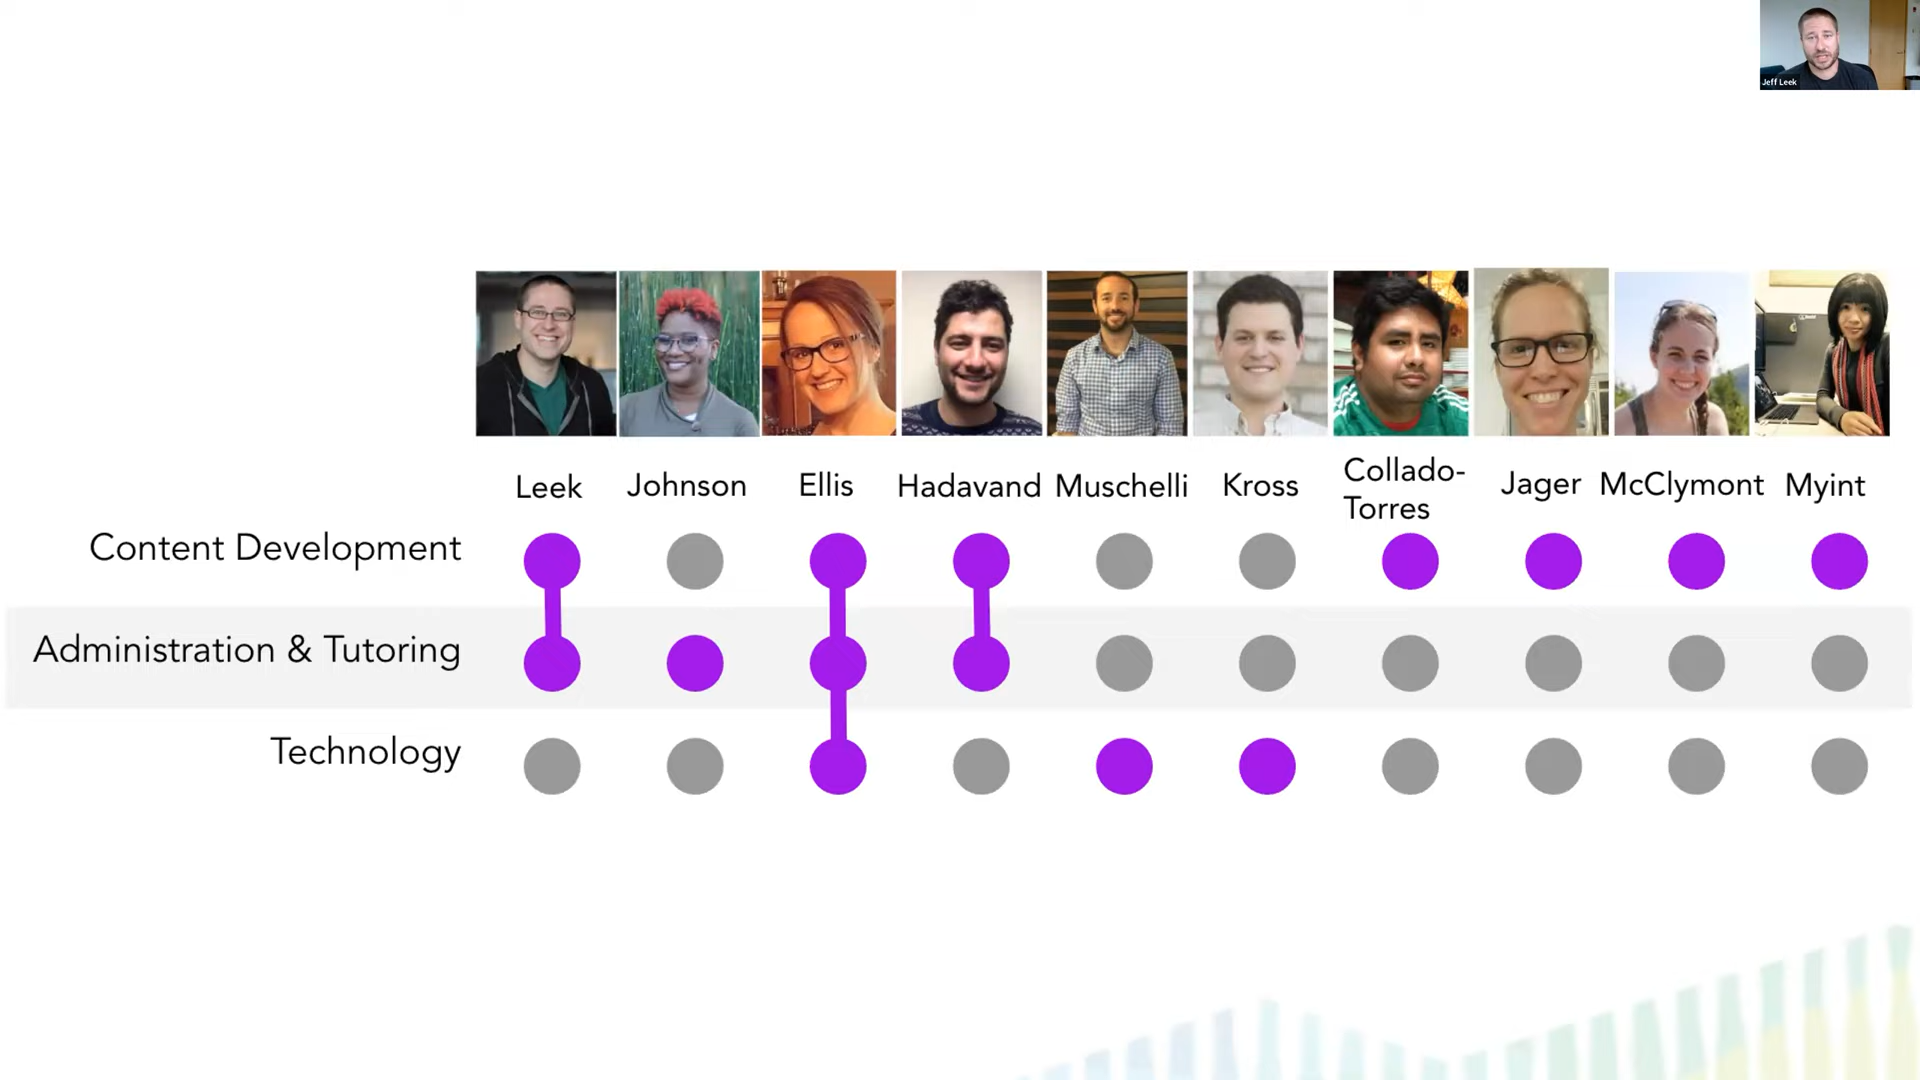 Jeff Leek
Leek Johnson Ellis Hadavand Muschelli Kross Collado-
Torres Jager McClymont Myint
Content Development
Administration & Tutoring
Technology